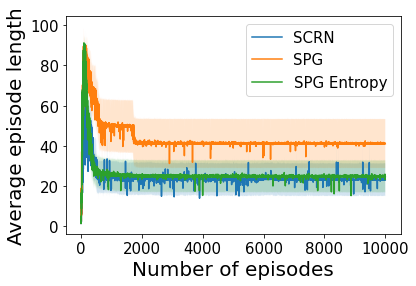 Average episode length
100
80
60
40
20
0
SCRN
SPG
SPG Entropy
0
2000
4000
6000
8000
10000
Number of episodes